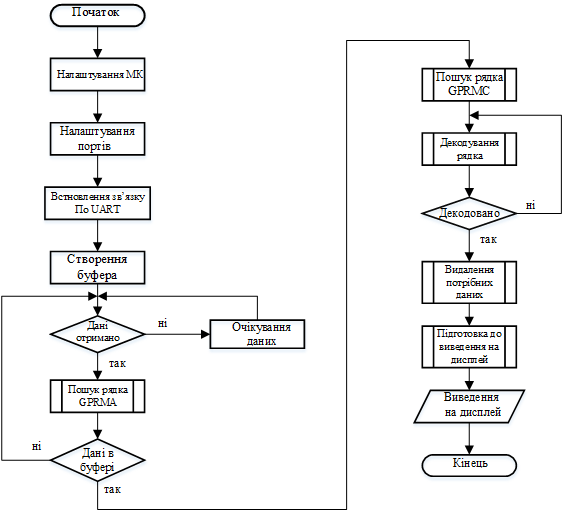 Початок
Налаштування МК
Налаштування
портів
Встновлення зв’язку
По UART
Створення
буфера
Дані
отримано
ні
Очікування
даних
так
Пошук рядка
GPRMA
ні
Дані в
буфері
так
Пошук рядка
GPRMC
Декодування
рядка
Декодовано
ні
так
Видалення
потрібних
даних
Підготовка до
виведення на
дисплей
Виведення
на дисплей
Кінець